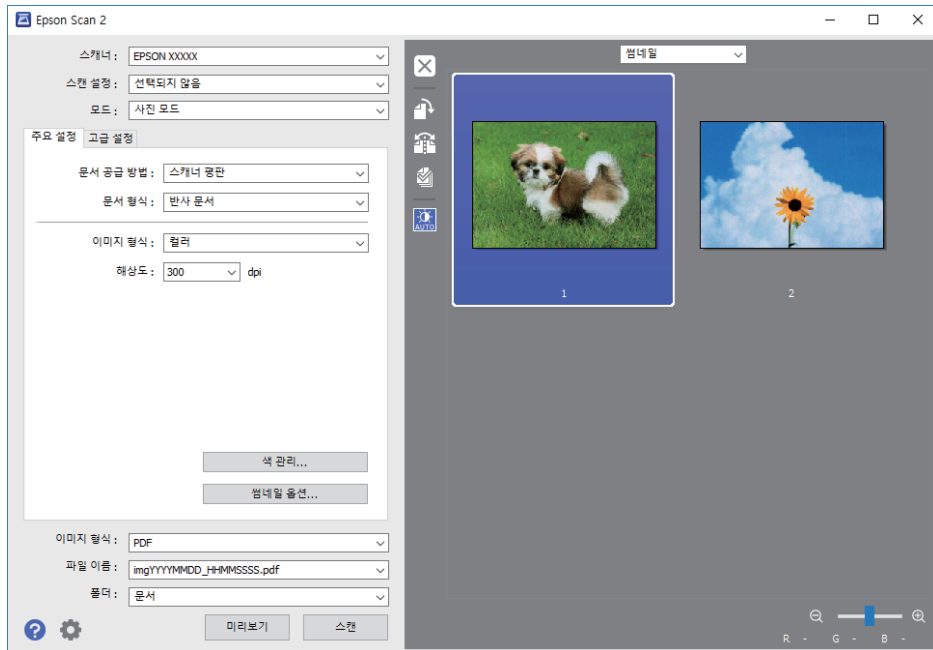 Epson Scan 2
스캐너 : EPSON XXXXX
스캔 설정 : 선택되지 않음
모드 : 사진 모드
주요 설정 고급 설정
문서 공급 방법 : 스캐너 평판
문서 형식 : 반사 문서
이미지 형식 : 컬러
해상도 : 300 dpi
색 관리...
썸네일 옵션...
이미지 형식 : PDF
파일 이름 : imgYYYYMMDD_HHMMSSSS.pdf
폴더 : 문서
미리보기 스캔
썸네일
AUTO
1 2
R - G - B -